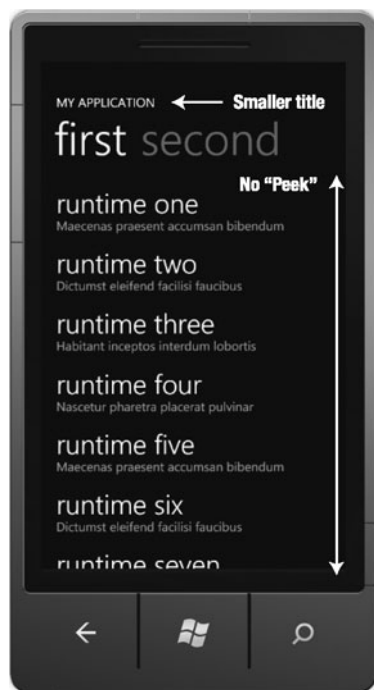 MY APPLICATION
Smaller title
first second
No “Peek”
runtime one
Maecenas praesent accumsan bibendum
runtime two
Dictumst eleifend facilisi faucibus
runtime three
Habitant inceptos interdum lobortis
runtime four
Nascetur pharetra placerat pulvinar
runtime five
Maecenas praesent accumsan bibendum
runtime six
Dictumst eleifend facilisi faucibus
runtime seven